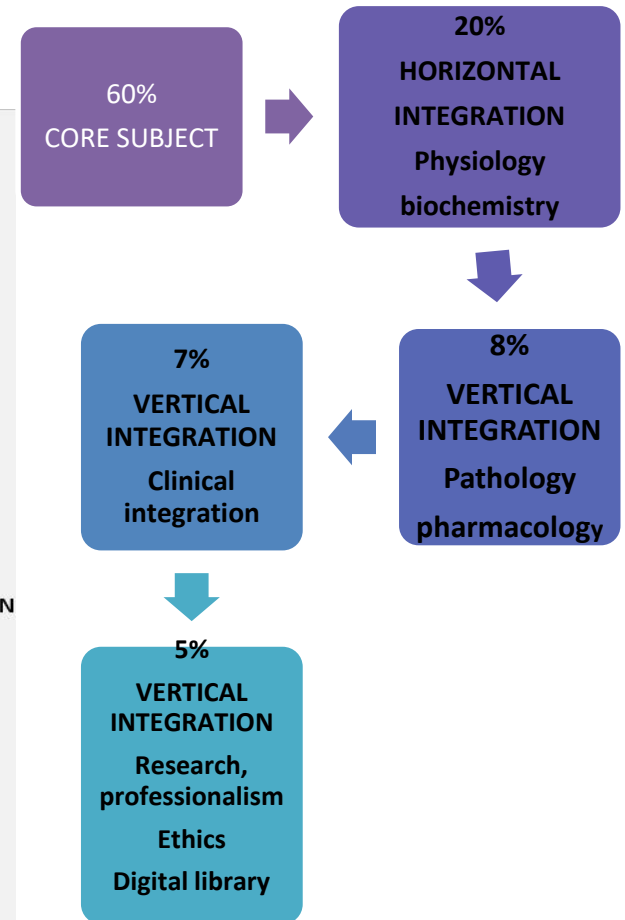 60%
CORE SUBJECT
20%
HORIZONTAL
INTEGRATION
Physiology
biochemistry
8%
VERTICAL
INTEGRATION
Pathology
pharmacology
7%
VERTICAL
INTEGRATION
Clinical
integration
N
5%
VERTICAL
INTEGRATION
Research,
professionalism
Ethics
Digital library